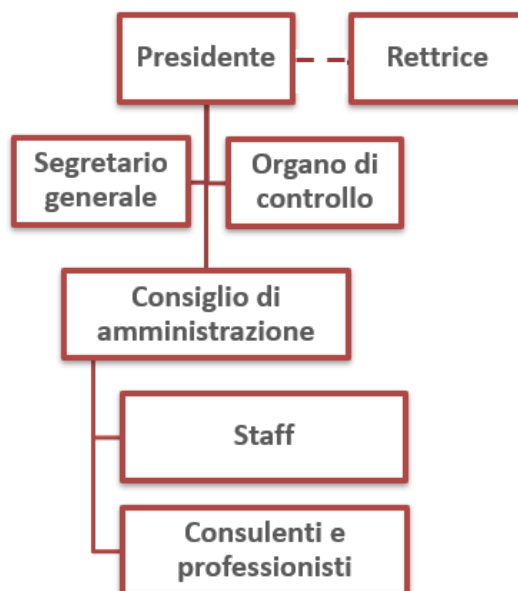 Presidente
Rettrice
Segretario
generale
Organo di
controllo
Consiglio di
amministrazione
Staff
Consulenti e
professionisti